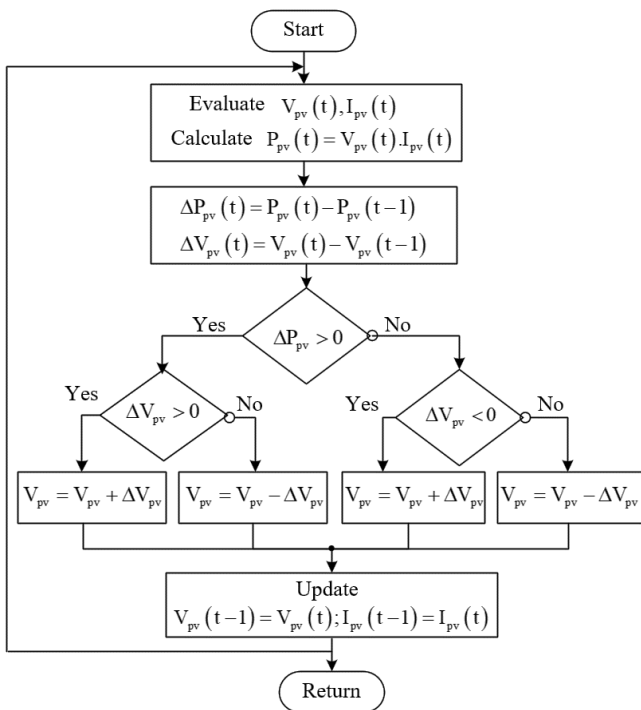 Start
Evaluate V_pv(t), I_pv(t)
Calculate P_pv(t) = V_pv(t).I_pv(t)
ΔP_pv(t) = P_pv(t) − P_pv(t−1)
ΔV_pv(t) = V_pv(t) − V_pv(t−1)
Yes
ΔP_pv > 0
No
Yes
ΔV_pv > 0
No
Yes
ΔV_pv < 0
No
V_pv = V_pv + ΔV_pv
V_pv = V_pv − ΔV_pv
V_pv = V_pv + ΔV_pv
V_pv = V_pv − ΔV_pv
Update
V_pv(t−1) = V_pv(t); I_pv(t−1) = I_pv(t)
Return